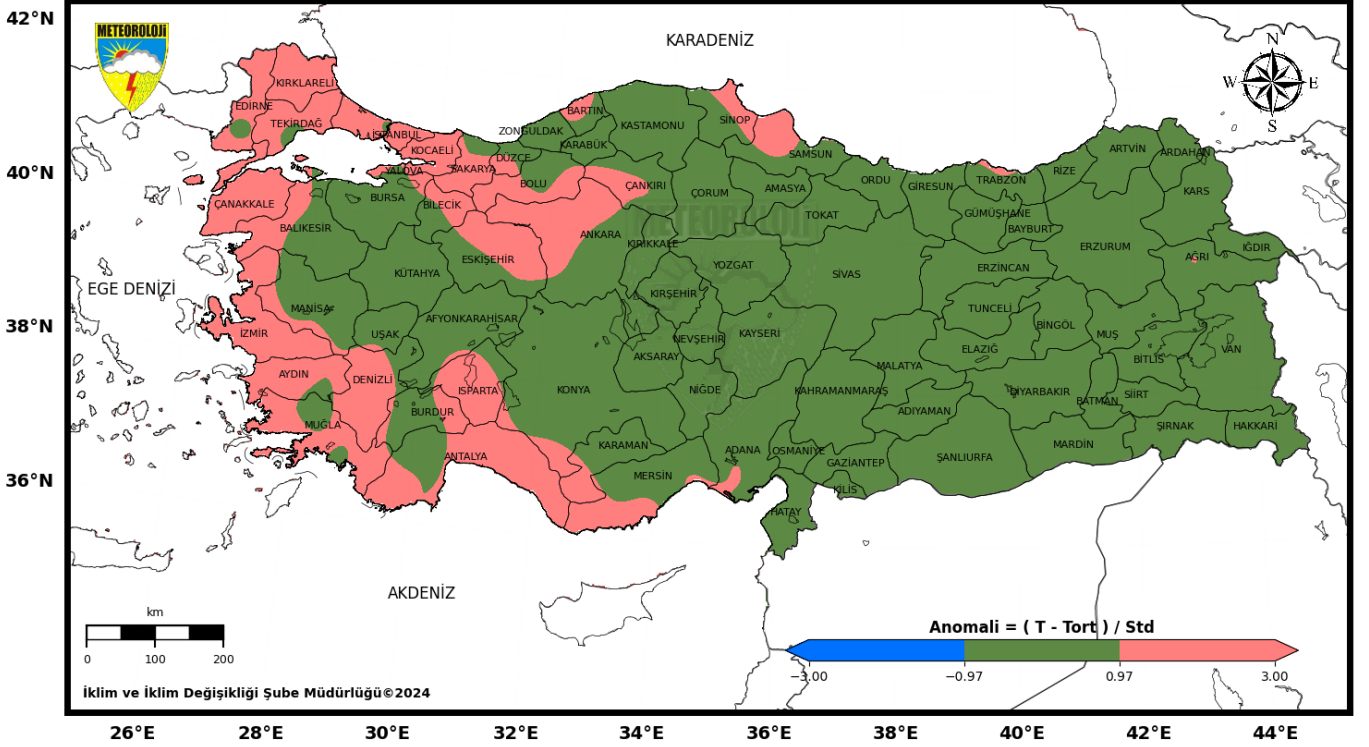 42°N
40°N
38°N
36°N
METEOROLOJİ
KARADENİZ
N
W E
S
KIRKLARELİ
EDİRNE
TEKİRDAĞ
İSTANBUL
KOCAELİ
YALOVA
SAKARYA
DÜZCE
ZONGULDAK
BARTIN
KARABÜK
KASTAMONU
SİNOP
SAMSUN
BOLU
ÇANKIRI
ÇORUM
AMASYA
TOKAT
ORDU
GİRESUN
TRABZON
RİZE
ARTVİN
ARDAHAN
KARS
GÜMÜŞHANE
BAYBURT
ERZURUM
AĞRI
IĞDIR
ÇANAKKALE
BALIKESİR
BURSA
BİLECİK
ESKİŞEHİR
ANKARA
KIRIKKALE
METEOROLOJİ
YOZGAT
SİVAS
ERZİNCAN
EGE DENİZİ
KÜTAHYA
MANİSA
UŞAK
AFYONKARAHİSAR
KIRŞEHİR
NEVŞEHİR
KAYSERİ
TUNCELİ
BİNGÖL
MUŞ
ELAZIĞ
BİTLİS
VAN
İZMİR
AYDIN
DENİZLİ
ISPARTA
BURDUR
MUĞLA
ANTALYA
KONYA
AKSARAY
NİĞDE
MALATYA
KAHRAMANMARAŞ
ADIYAMAN
DİYARBAKIR
BATMAN
SİİRT
ŞIRNAK
HAKKARİ
MARDİN
ŞANLIURFA
KARAMAN
MERSİN
ADANA
OSMANİYE
GAZİANTEP
KİLİS
HATAY
AKDENİZ
km
0 100 200
Anomali = ( T - Tort ) / Std
−3.00 −0.97 0.97 3.00
İklim ve İklim Değişikliği Şube Müdürlüğü©2024
26°E 28°E 30°E 32°E 34°E 36°E 38°E 40°E 42°E 44°E